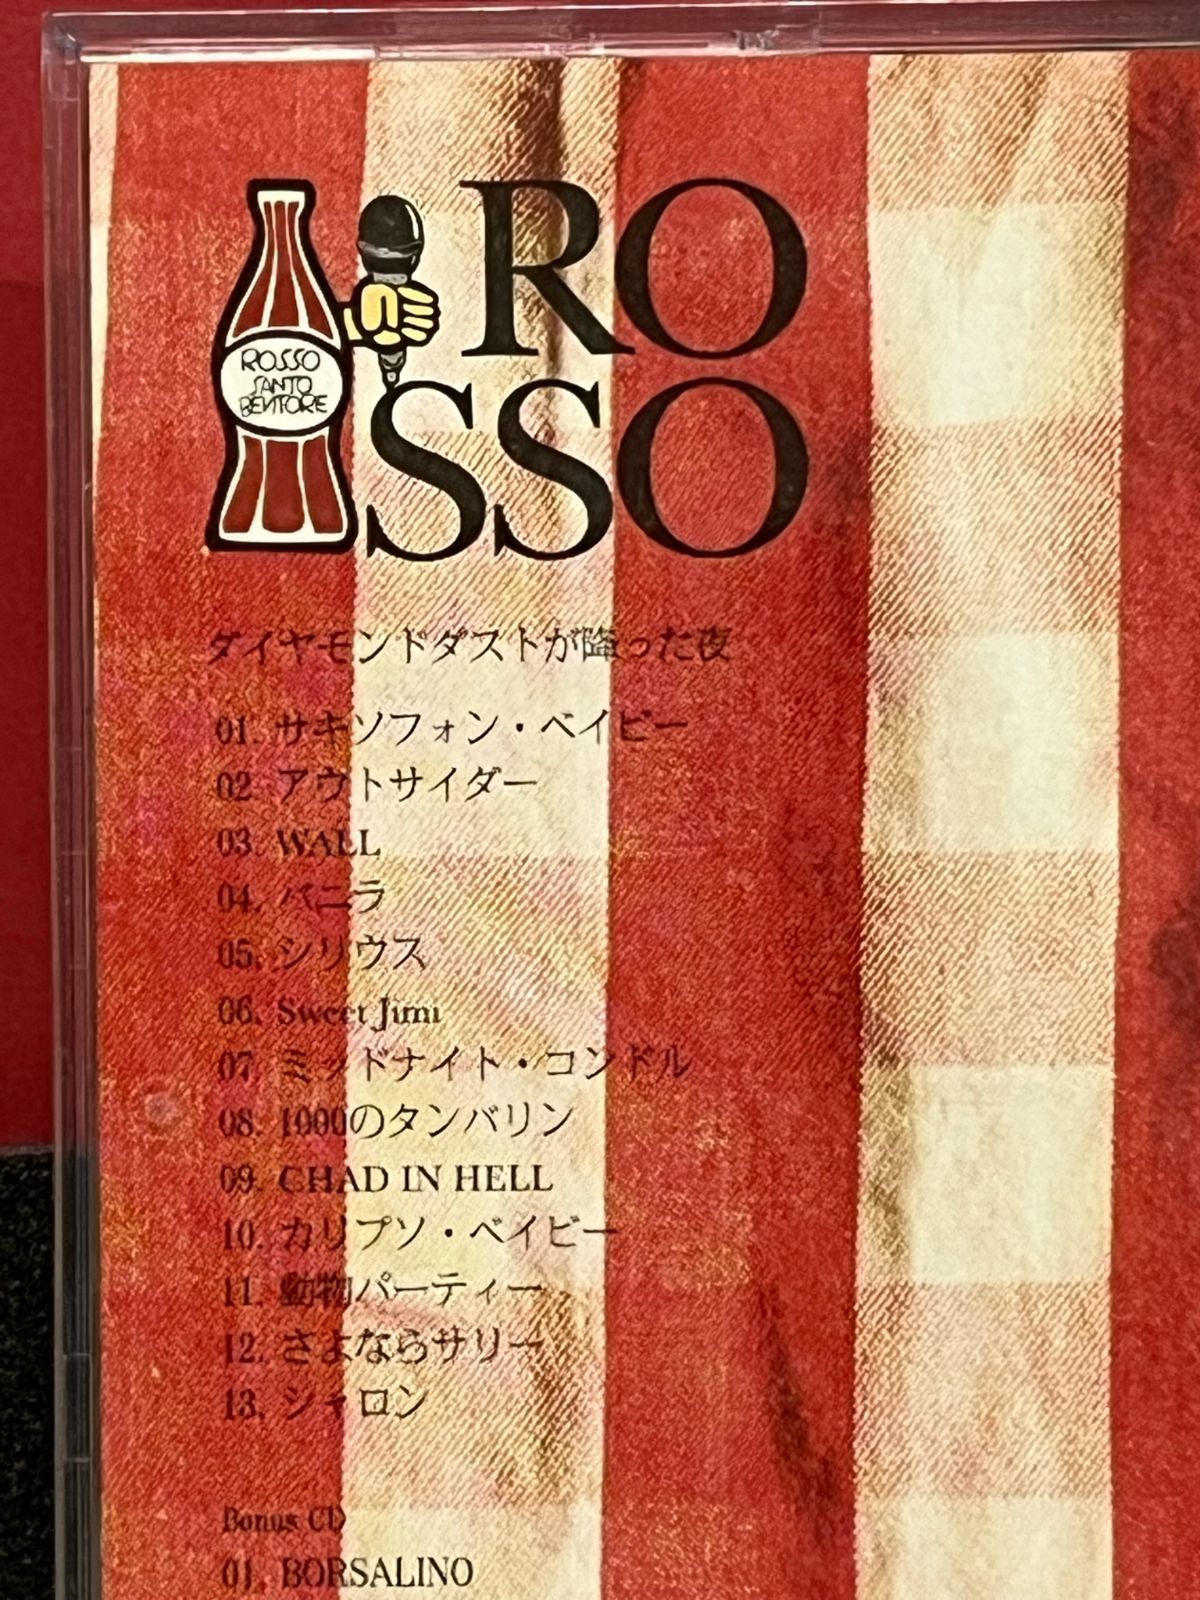 ROSSO
SANTO
BENTORE
RO
SSO
ダイヤモンドダストが降った夜
01. サキソフォン・ベイビー
02. アウトサイダー
03. WALL
04. バニラ
05. シリウス
06. Sweet Jimi
07. ミッドナイト・コンドル
08. 1000のタンバリン
09. CHAD IN HELL
10. カリプソ・ベイビー
11. 動物パーティー
12. さよならサリー
13. シャロン
Bonus CD
01. BORSALINO